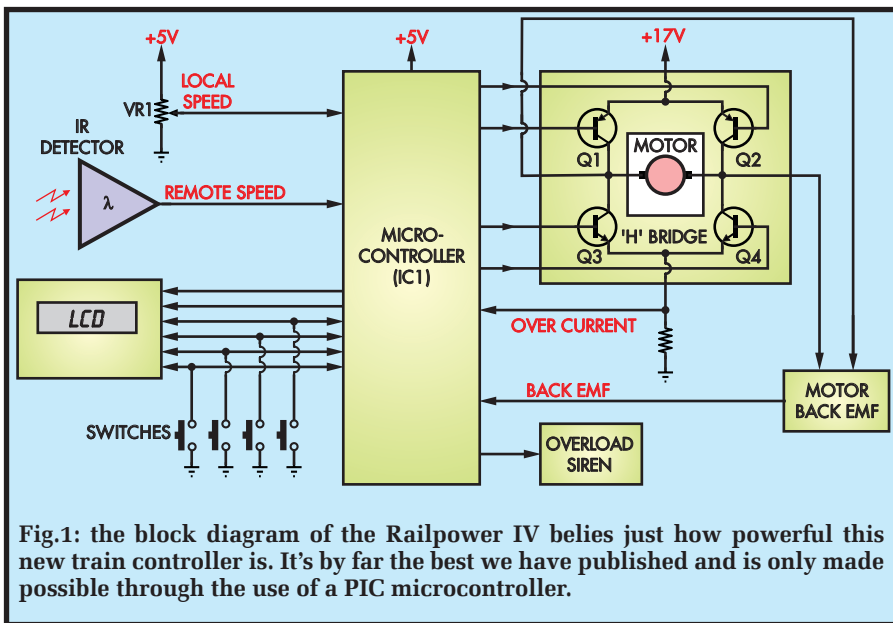 +5V
+5V
+17V
LOCAL
SPEED
VR1
IR
DETECTOR
λ
REMOTE SPEED
MOTOR
Q1
Q2
'H' BRIDGE
Q3
Q4
MICRO-
CONTROLLER
(IC1)
LCD
OVER CURRENT
BACK EMF
MOTOR
BACK EMF
SWITCHES
OVERLOAD
SIREN
Fig.1: the block diagram of the Railpower IV belies just how powerful this
new train controller is. It's by far the best we have published and is only made
possible through the use of a PIC microcontroller.